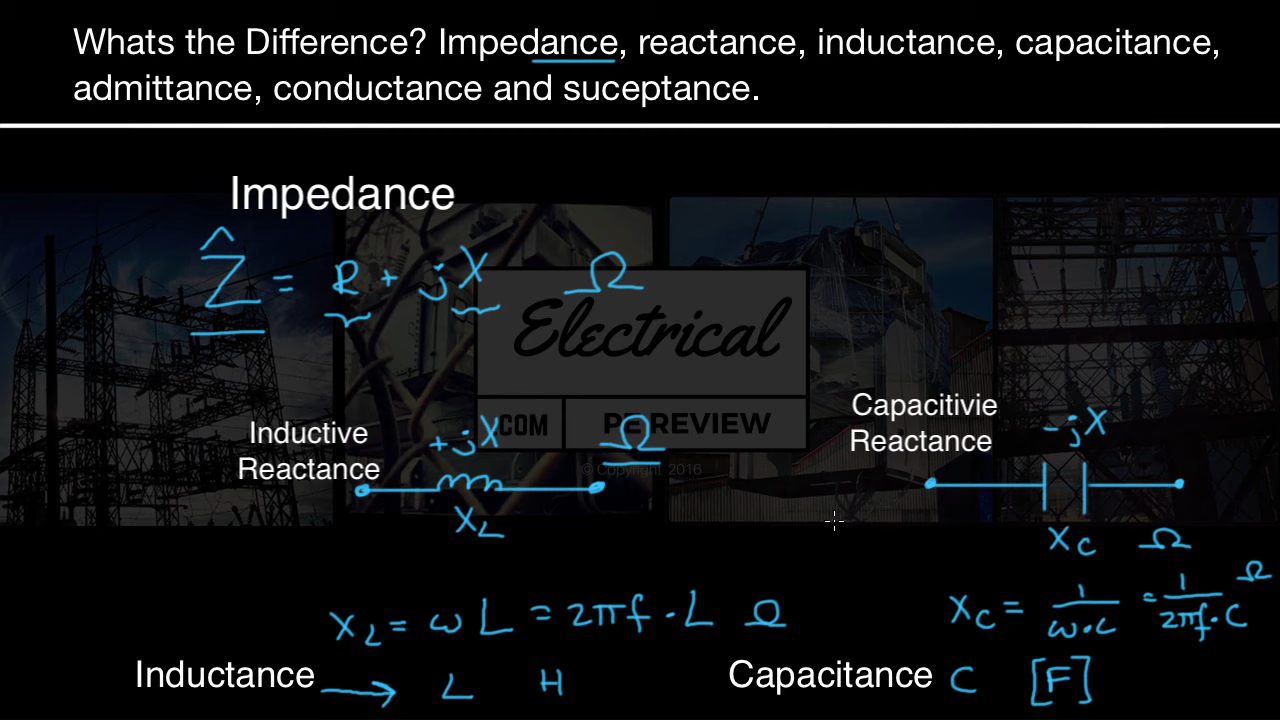 Whats the Difference? Impedance, reactance, inductance, capacitance,
admittance, conductance and suceptance.
Impedance
Ẑ = R + jX Ω
Electrical
.COM PE REVIEW
© Copyright 2016
Inductive
Reactance
+jX Ω
X_L
Capacitivie
Reactance
-jX
X_C Ω
X_L = ωL = 2πf · L Ω
X_C = 1/(ω·C) = 1/(2πf·C) Ω
Inductance → L H
Capacitance C [F]